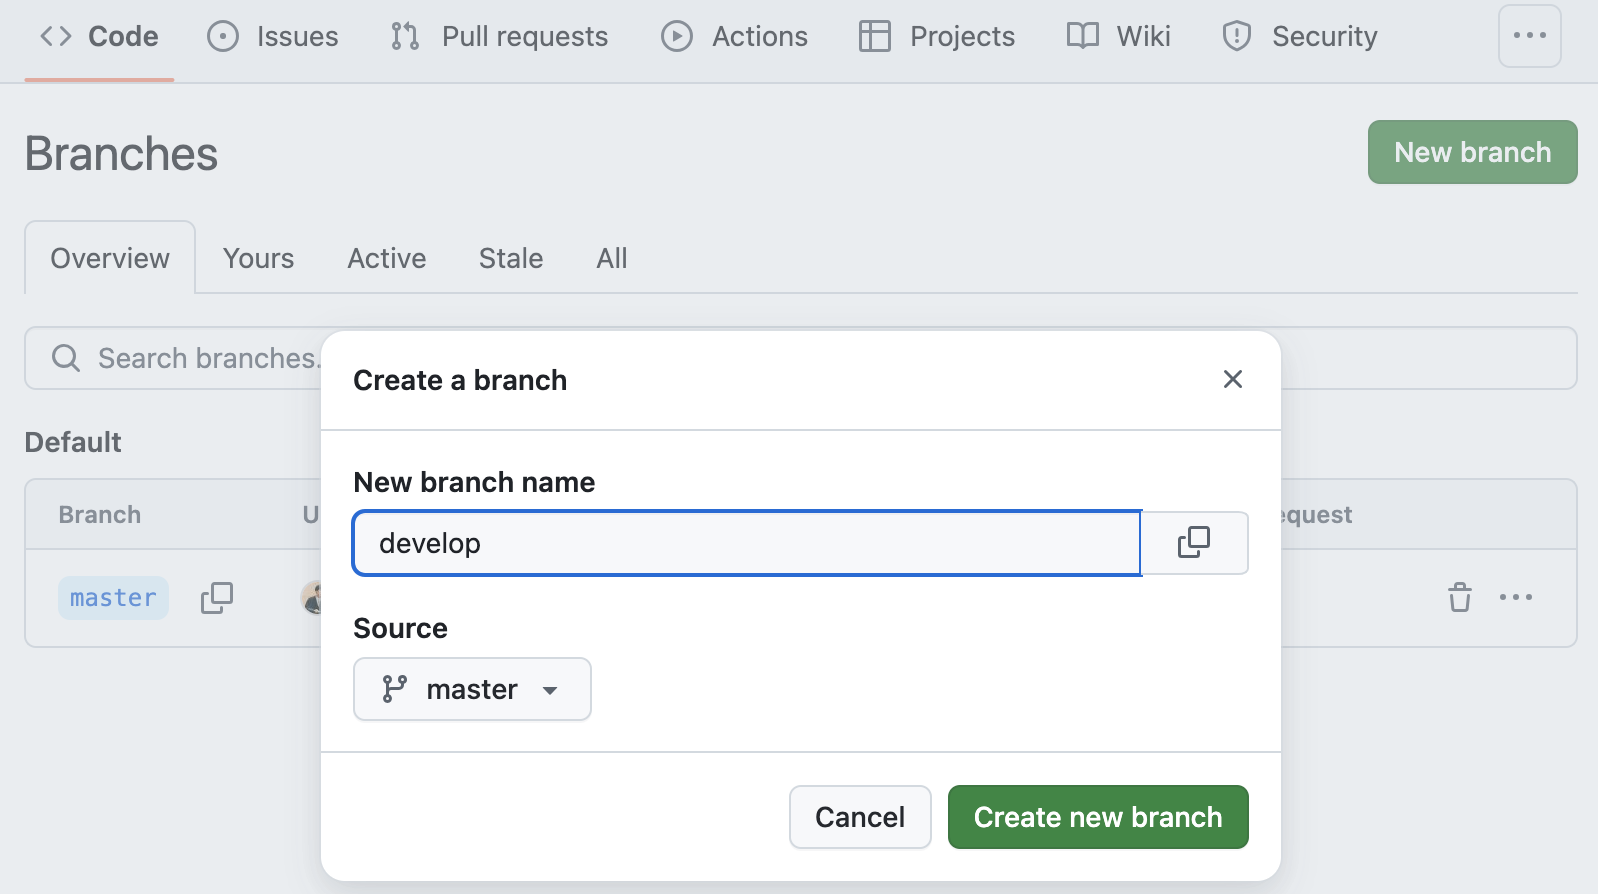 Code Issues Pull requests Actions Projects Wiki Security
Branches
New branch
Overview Yours Active Stale All
Search branches.
Create a branch
Default
New branch name
Branch
develop
master
Source
master
Cancel Create new branch